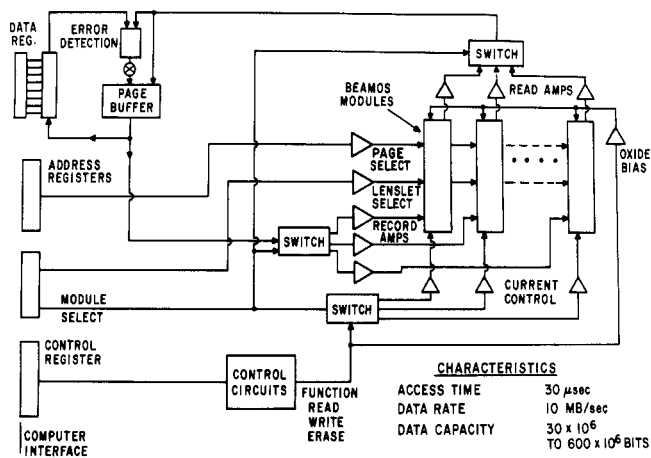 DATA
REG.
ERROR
DETECTION
PAGE
BUFFER
SWITCH
READ AMPS
BEAMOS
MODULES
OXIDE
BIAS
ADDRESS
REGISTERS
PAGE
SELECT
LENSLET
SELECT
RECORD
AMPS
SWITCH
MODULE
SELECT
SWITCH
CURRENT
CONTROL
CONTROL
REGISTER
CONTROL
CIRCUITS
FUNCTION
READ
WRITE
ERASE
COMPUTER
INTERFACE
CHARACTERISTICS
ACCESS TIME 30 μsec
DATA RATE 10 MB/sec
DATA CAPACITY 30 x 10⁶
TO 600 x 10⁶ BITS